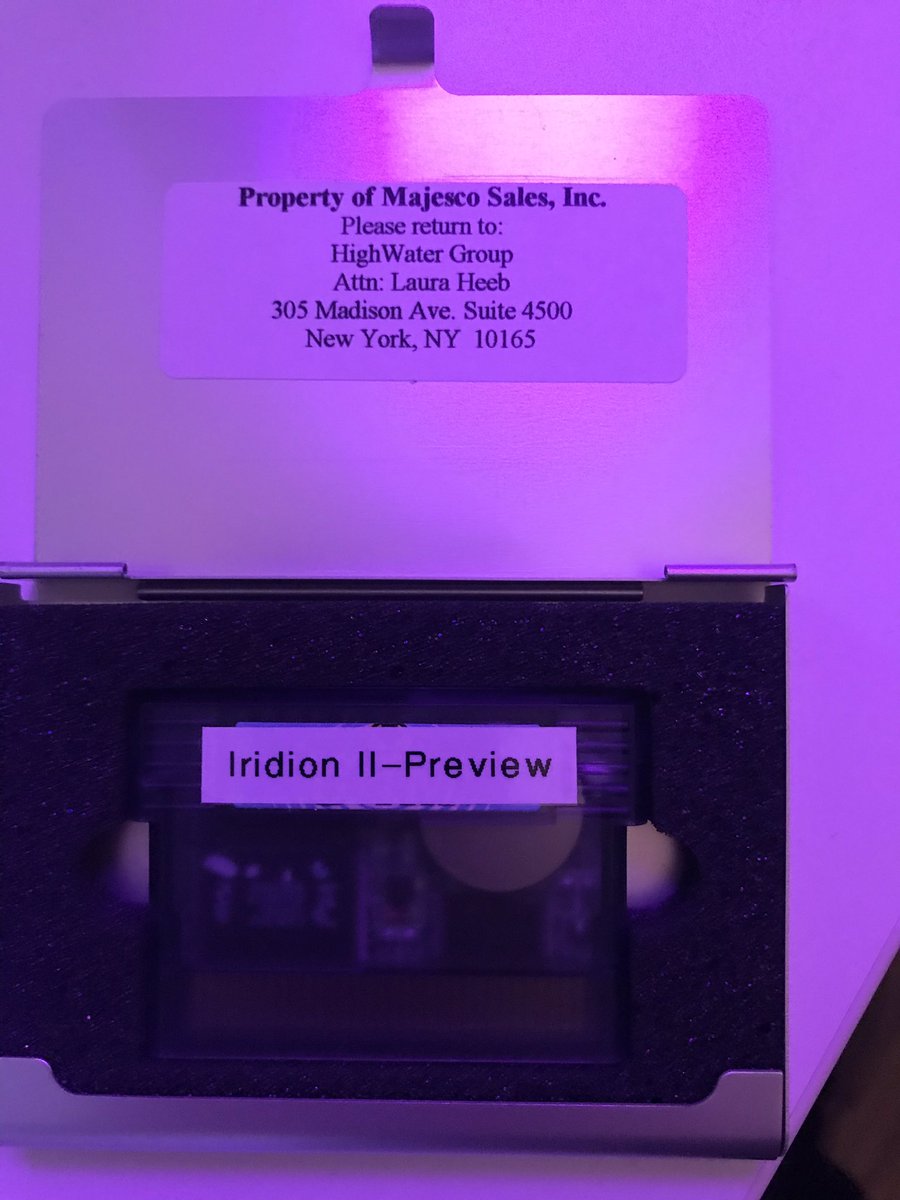 Property of Majesco Sales, Inc.
Please return to:
HighWater Group
Attn: Laura Heeb
305 Madison Ave. Suite 4500
New York, NY 10165
Iridion II-Preview